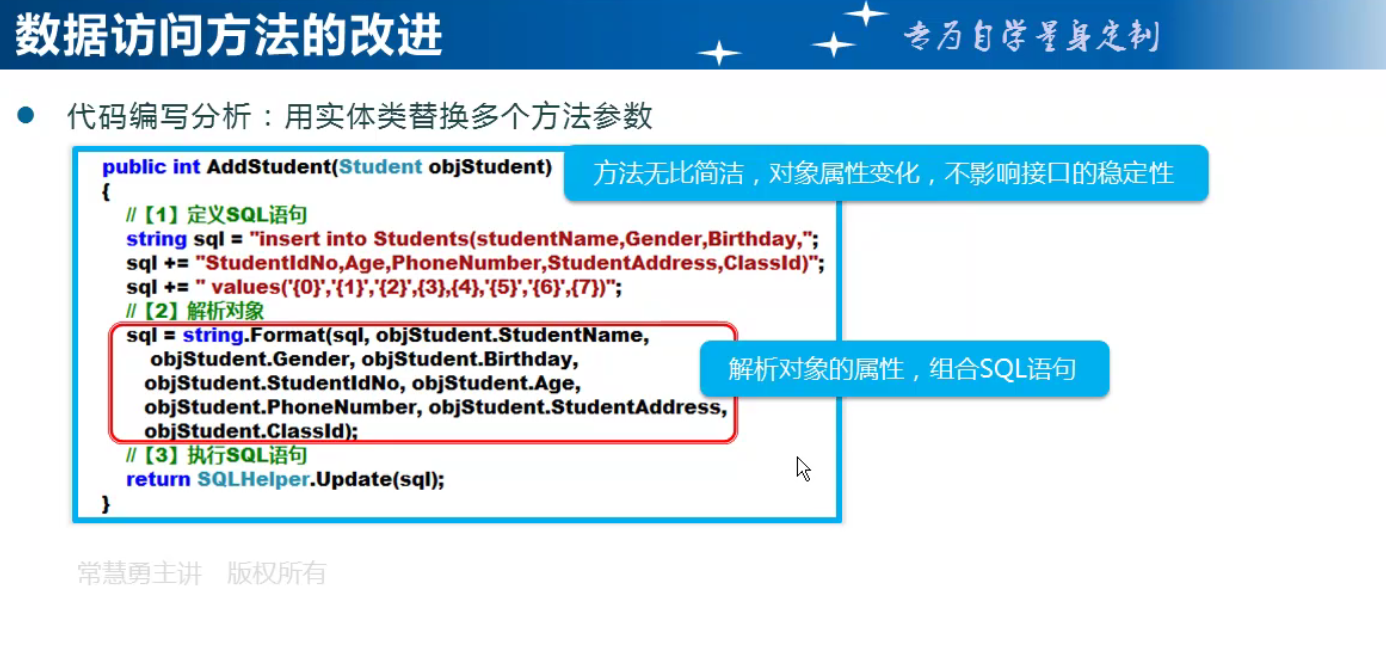 数据访问方法的改进
专为自学量身定制
代码编写分析：用实体类替换多个方法参数
public int AddStudent(Student objStudent)
方法无比简洁，对象属性变化，不影响接口的稳定性
{
//【1】定义SQL语句
string sql = "insert into Students(studentName,Gender,Birthday,";
sql += "StudentIdNo,Age,PhoneNumber,StudentAddress,ClassId)";
sql += " values('{0}','{1}','{2}',{3},{4},'{5}','{6}',{7})";
//【2】解析对象
sql = string.Format(sql, objStudent.StudentName,
objStudent.Gender, objStudent.Birthday,
解析对象的属性，组合SQL语句
objStudent.StudentIdNo, objStudent.Age,
objStudent.PhoneNumber, objStudent.StudentAddress,
objStudent.ClassId);
//【3】执行SQL语句
return SQLHelper.Update(sql);
}
常慧勇主讲 版权所有